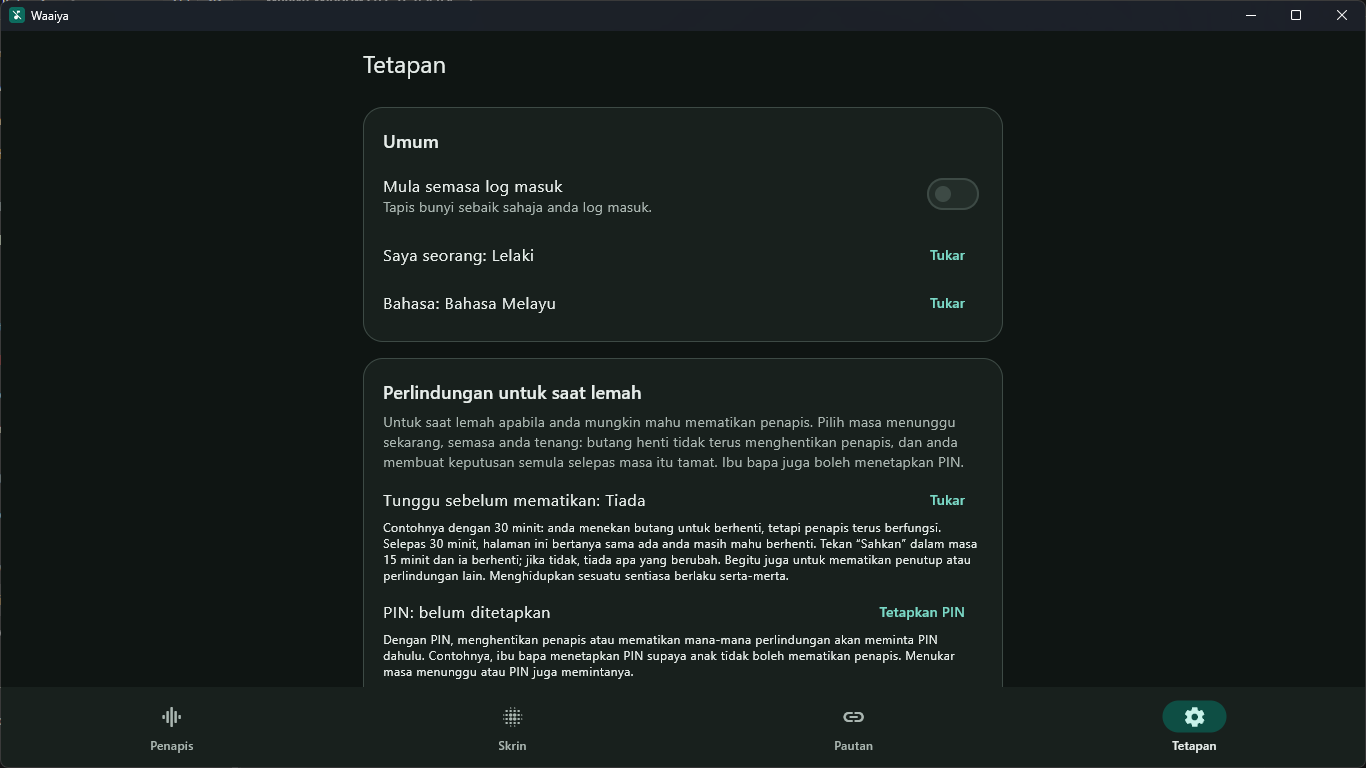 Waaiya
Tetapan
Umum
Mula semasa log masuk
Tapis bunyi sebaik sahaja anda log masuk.
Saya seorang: Lelaki
Tukar
Bahasa: Bahasa Melayu
Tukar
Perlindungan untuk saat lemah
Untuk saat lemah apabila anda mungkin mahu mematikan penapis. Pilih masa menunggu
sekarang, semasa anda tenang: butang henti tidak terus menghentikan penapis, dan anda
membuat keputusan semula selepas masa itu tamat. Ibu bapa juga boleh menetapkan PIN.
Tunggu sebelum mematikan: Tiada
Tukar
Contohnya dengan 30 minit: anda menekan butang untuk berhenti, tetapi penapis terus berfungsi.
Selepas 30 minit, halaman ini bertanya sama ada anda masih mahu berhenti. Tekan “Sahkan” dalam masa
15 minit dan ia berhenti; jika tidak, tiada apa yang berubah. Begitu juga untuk mematikan penutup atau
perlindungan lain. Menghidupkan sesuatu sentiasa berlaku serta-merta.
PIN: belum ditetapkan
Tetapkan PIN
Dengan PIN, menghentikan penapis atau mematikan mana-mana perlindungan akan meminta PIN
dahulu. Contohnya, ibu bapa menetapkan PIN supaya anak tidak boleh mematikan penapis. Menukar
masa menunggu atau PIN juga memintanya.
Penapis
Skrin
Pautan
Tetapan